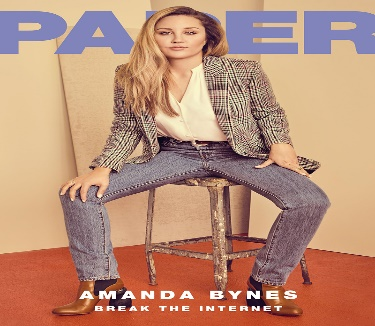 PAPER
AMANDA BYNES
BREAK THE INTERNET